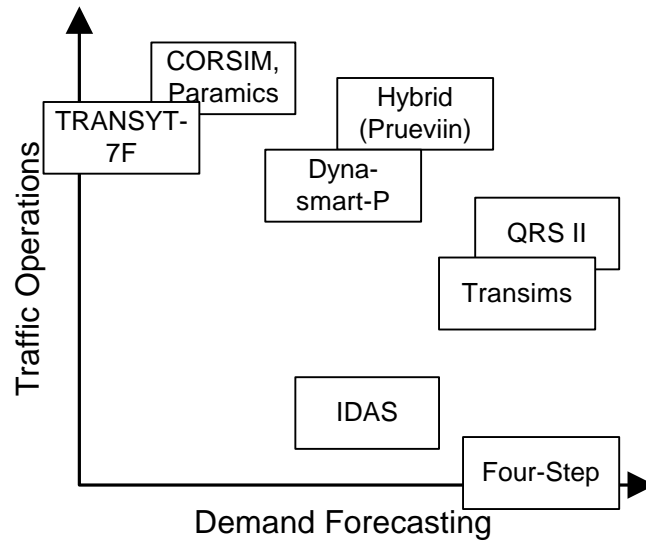 CORSIM,
Paramics
TRANSYT-
7F
Hybrid
(Prueviin)
Dyna-
smart-P
QRS II
Transims
IDAS
Four-Step
Traffic Operations
Demand Forecasting